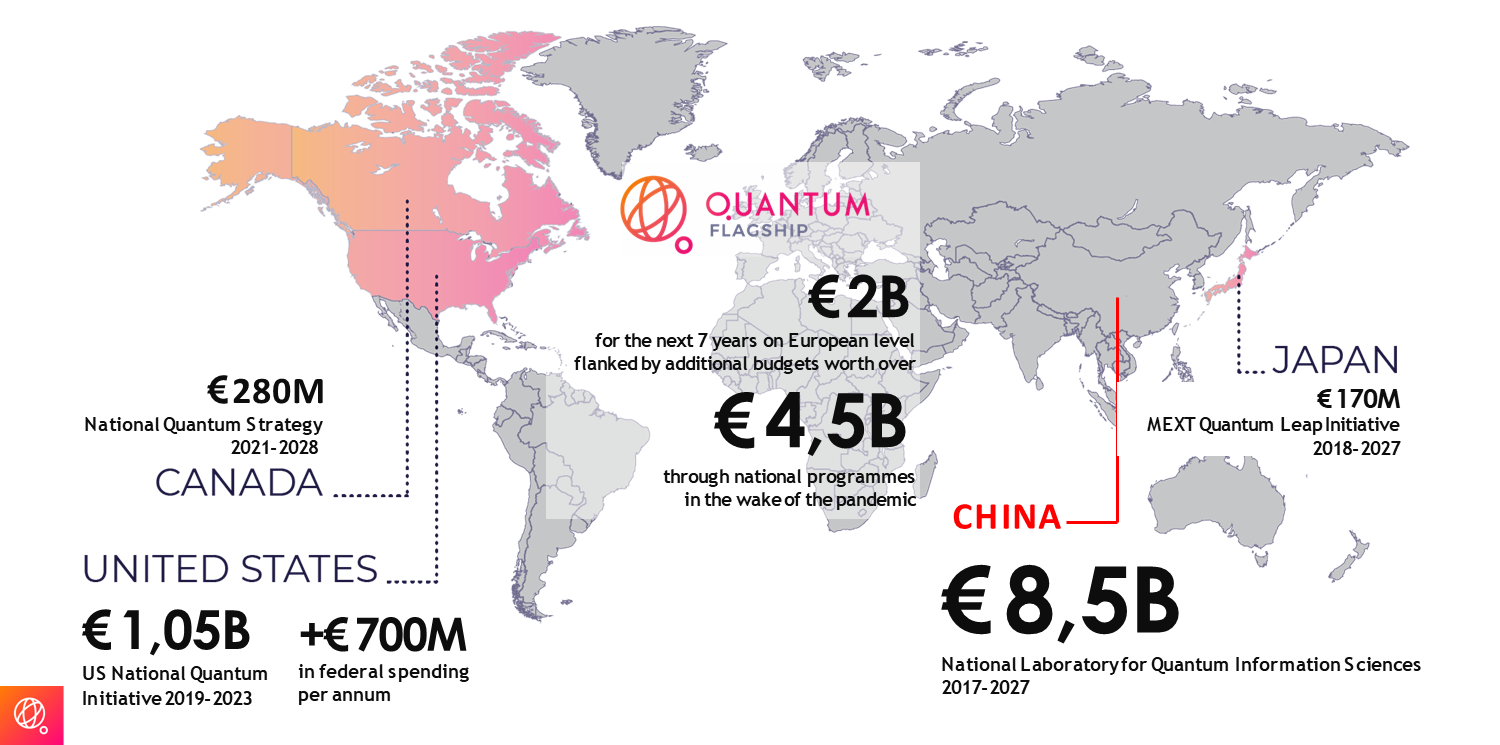 QUANTUM
FLAGSHIP
€2B
for the next 7 years on European level
flanked by additional budgets worth over
€4,5B
through national programmes
in the wake of the pandemic
€280M
National Quantum Strategy
2021-2028
CANADA
UNITED STATES
€1,05B
US National Quantum
Initiative 2019-2023
+€700M
in federal spending
per annum
JAPAN
€170M
MEXT Quantum Leap Initiative
2018-2027
CHINA
€8,5B
National Laboratory for Quantum Information Sciences
2017-2027